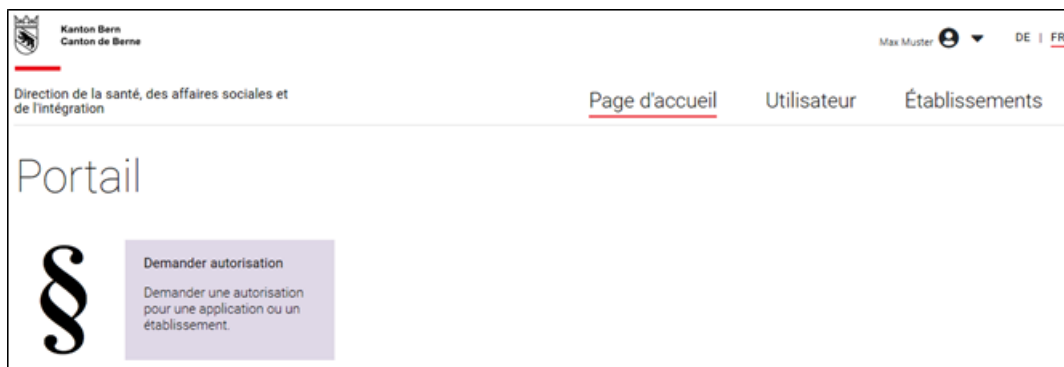 Kanton Bern
Canton de Berne
Max Muster
DE | FR
Direction de la santé, des affaires sociales et
de l'intégration
Page d'accueil Utilisateur Établissements
Portail
§
Demander autorisation
Demander une autorisation
pour une application ou un
établissement.